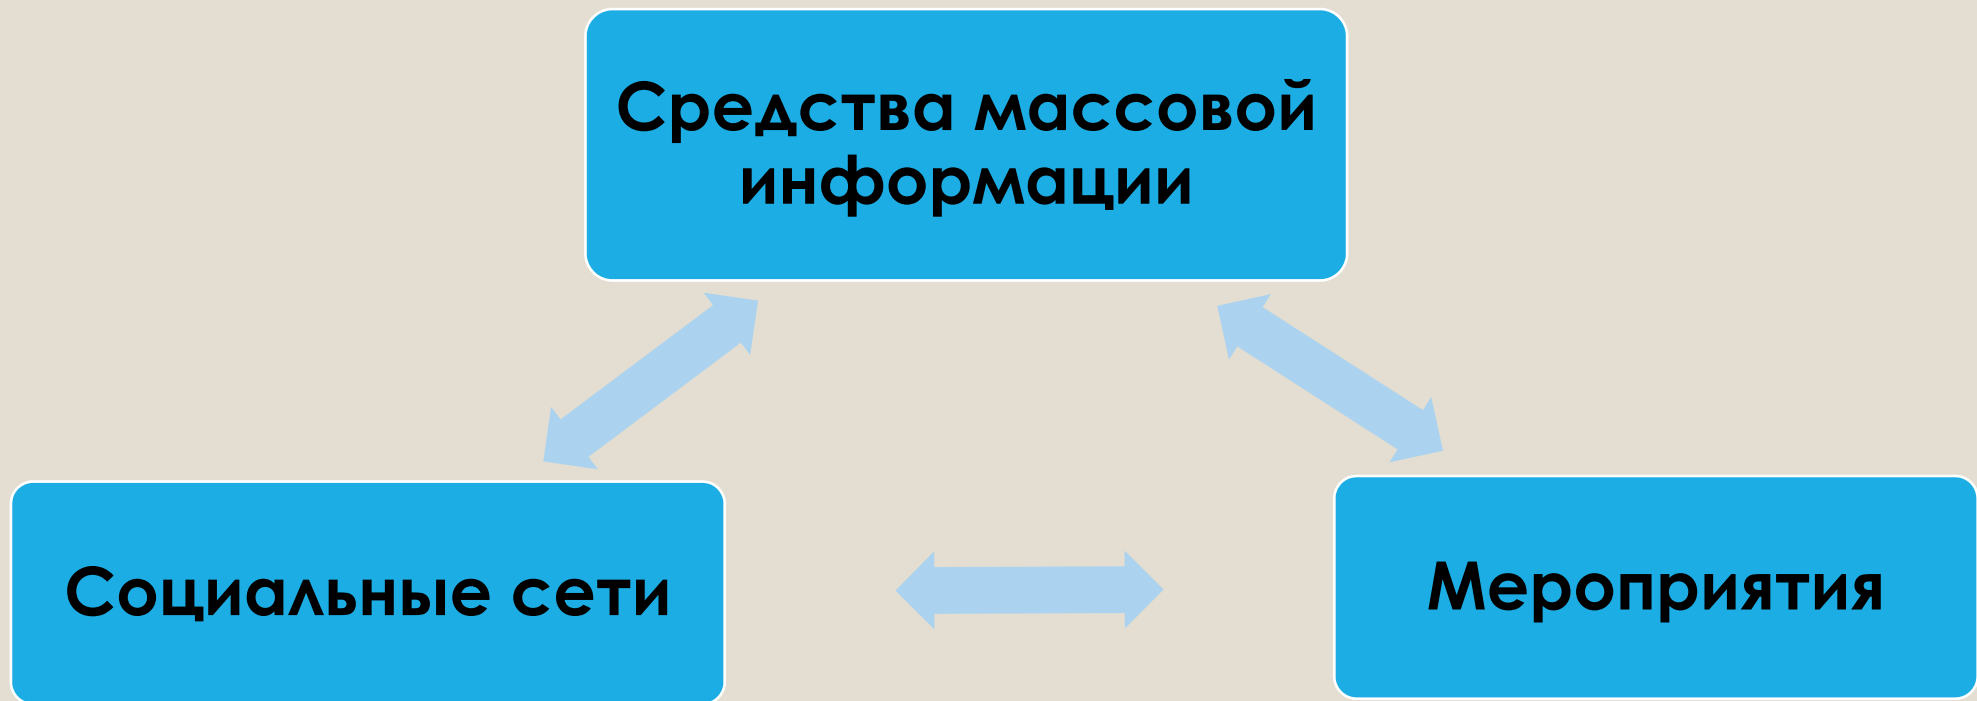 Средства массовой
информации
Социальные сети
Мероприятия